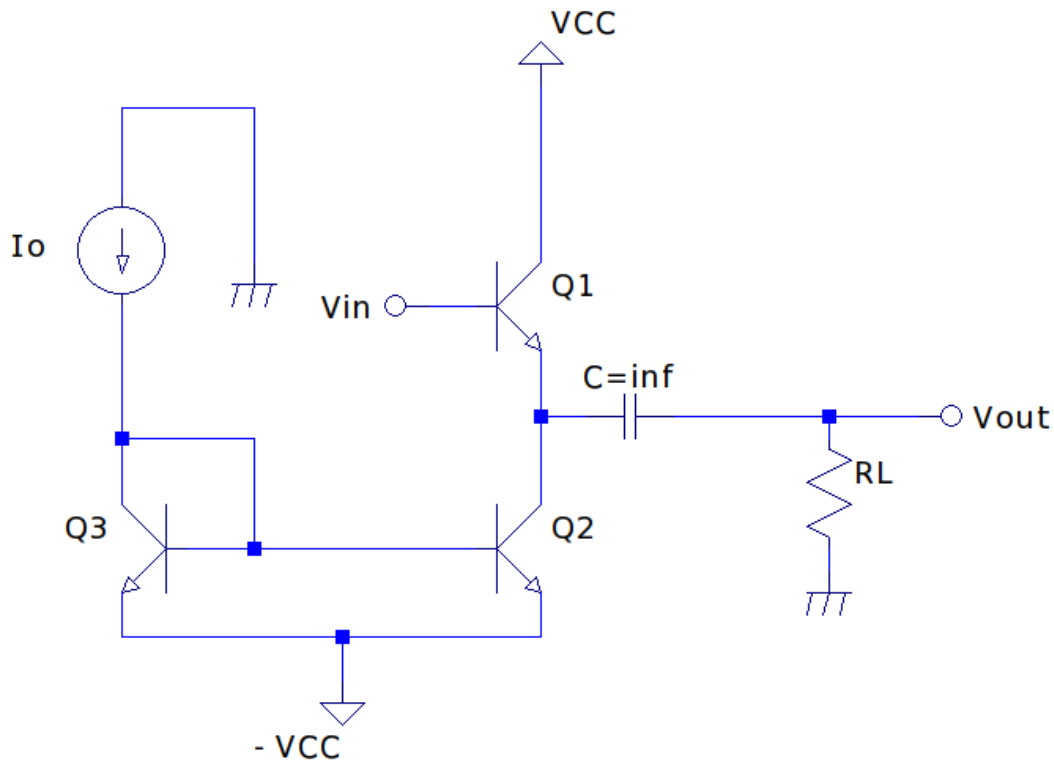 VCC
Io
Vin
Q1
C=inf
Vout
RL
Q3
Q2
- VCC